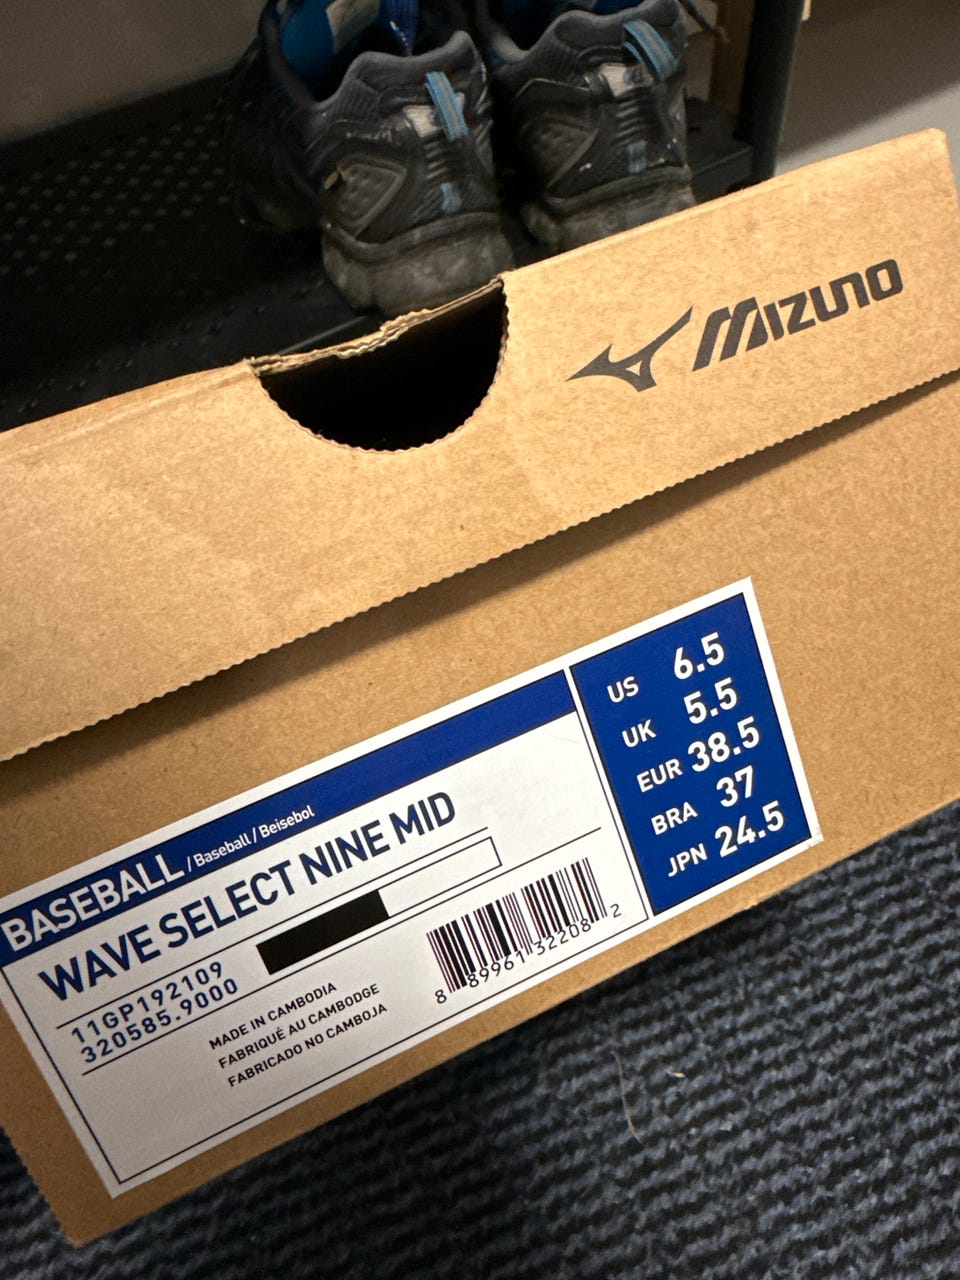 MIZUNO
BASEBALL / Baseball / Beisebol
WAVE SELECT NINE MID
11GP192109
320585.9000
MADE IN CAMBODIA
FABRIQUÉ AU CAMBODGE
FABRICADO NO CAMBOJA
8 89961 32208 2
US 6.5
UK 5.5
EUR 38.5
BRA 37
JPN 24.5